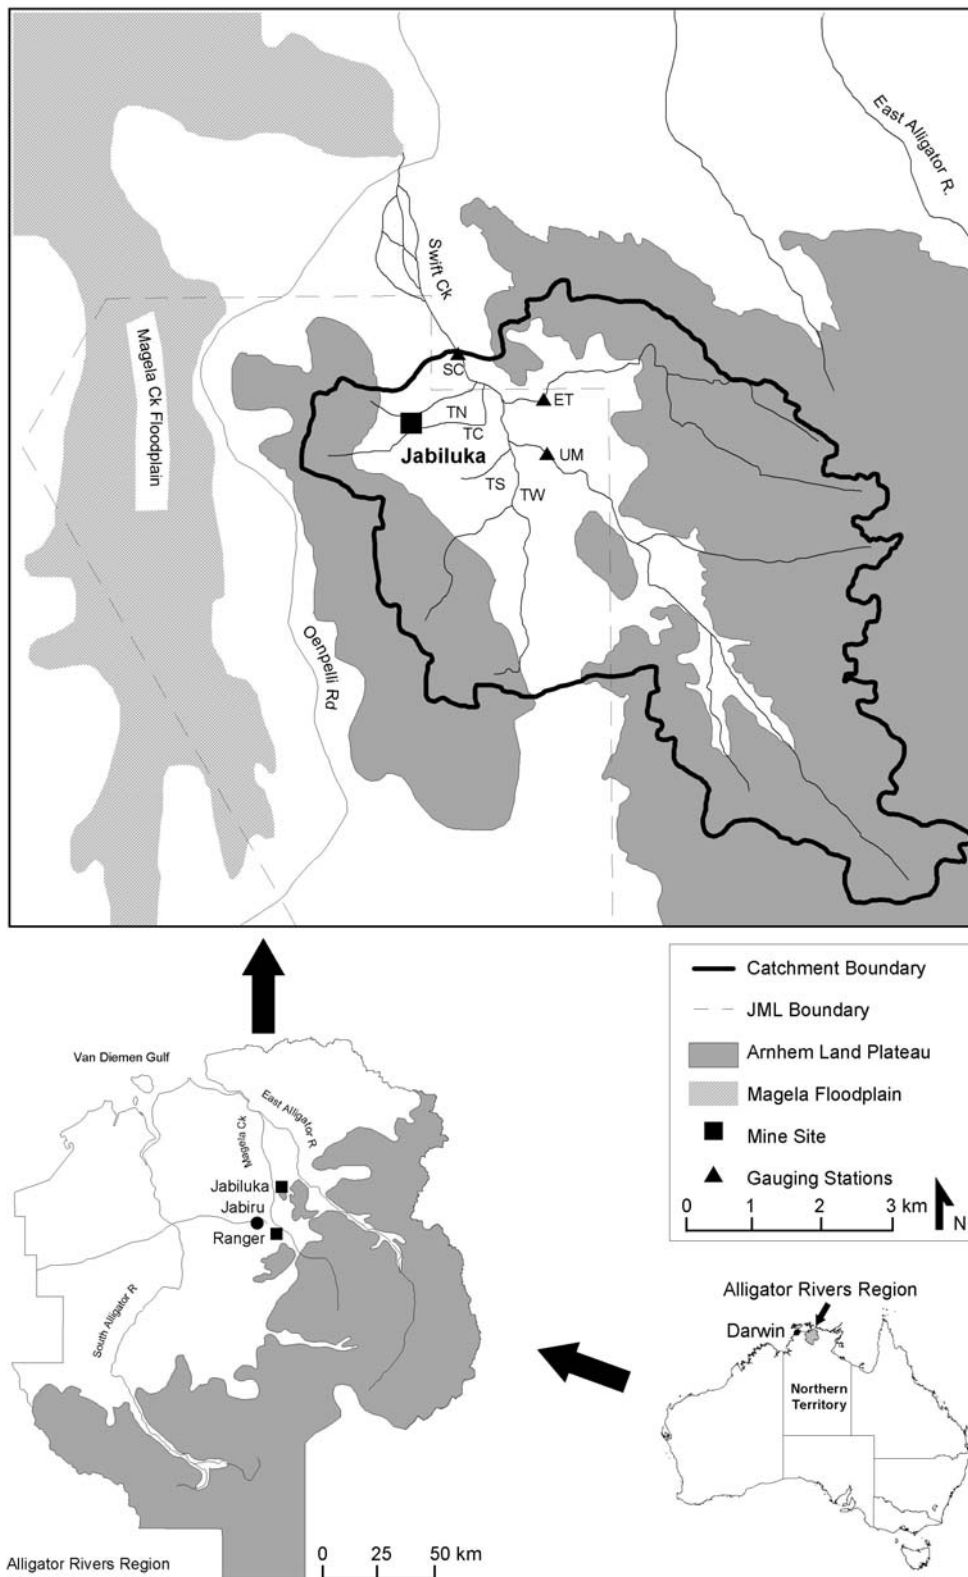 East Alligator R.
Swift Ck
Magela Ck Floodplain
SC
ET
TN
TC
Jabiluka
UM
TS
TW
Oenpelli Rd
Catchment Boundary
JML Boundary
Arnhem Land Plateau
Magela Floodplain
Mine Site
Gauging Stations
0 1 2 3 km
N
Van Diemen Gulf
East Alligator R
Magela Ck
Jabiluka
Jabiru
Ranger
South Alligator R
0 25 50 km
Alligator Rivers Region
Alligator Rivers
Region
Darwin
Northern
Territory